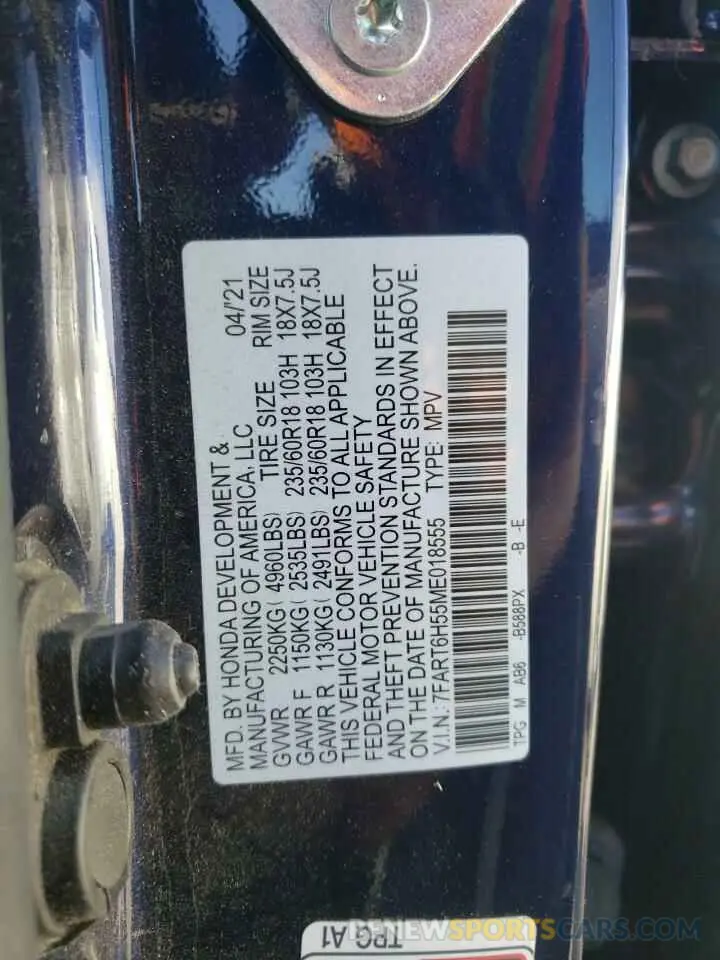 MFD. BY HONDA DEVELOPMENT &
MANUFACTURING OF AMERICA, LLC 04/'21
GVWR 2250KG( 4960LBS) TIRE SIZE RIM SIZE
GAWR F 1150KG( 2535LBS) 235/60R18 103H 18X7.5J
GAWR R 1130KG( 2491LBS) 235/60R18 103H 18X7.5J
THIS VEHICLE CONFORMS TO ALL APPLICABLE
FEDERAL MOTOR VEHICLE SAFETY
AND THEFT PREVENTION STANDARDS IN EFFECT
ON THE DATE OF MANUFACTURE SHOWN ABOVE.
V.I.N.: 7FART6H55ME018555 TYPE: MPV
TPG M AB6 -B588PX -B -E
TPG A1
RENEWSPORTSCARS.COM